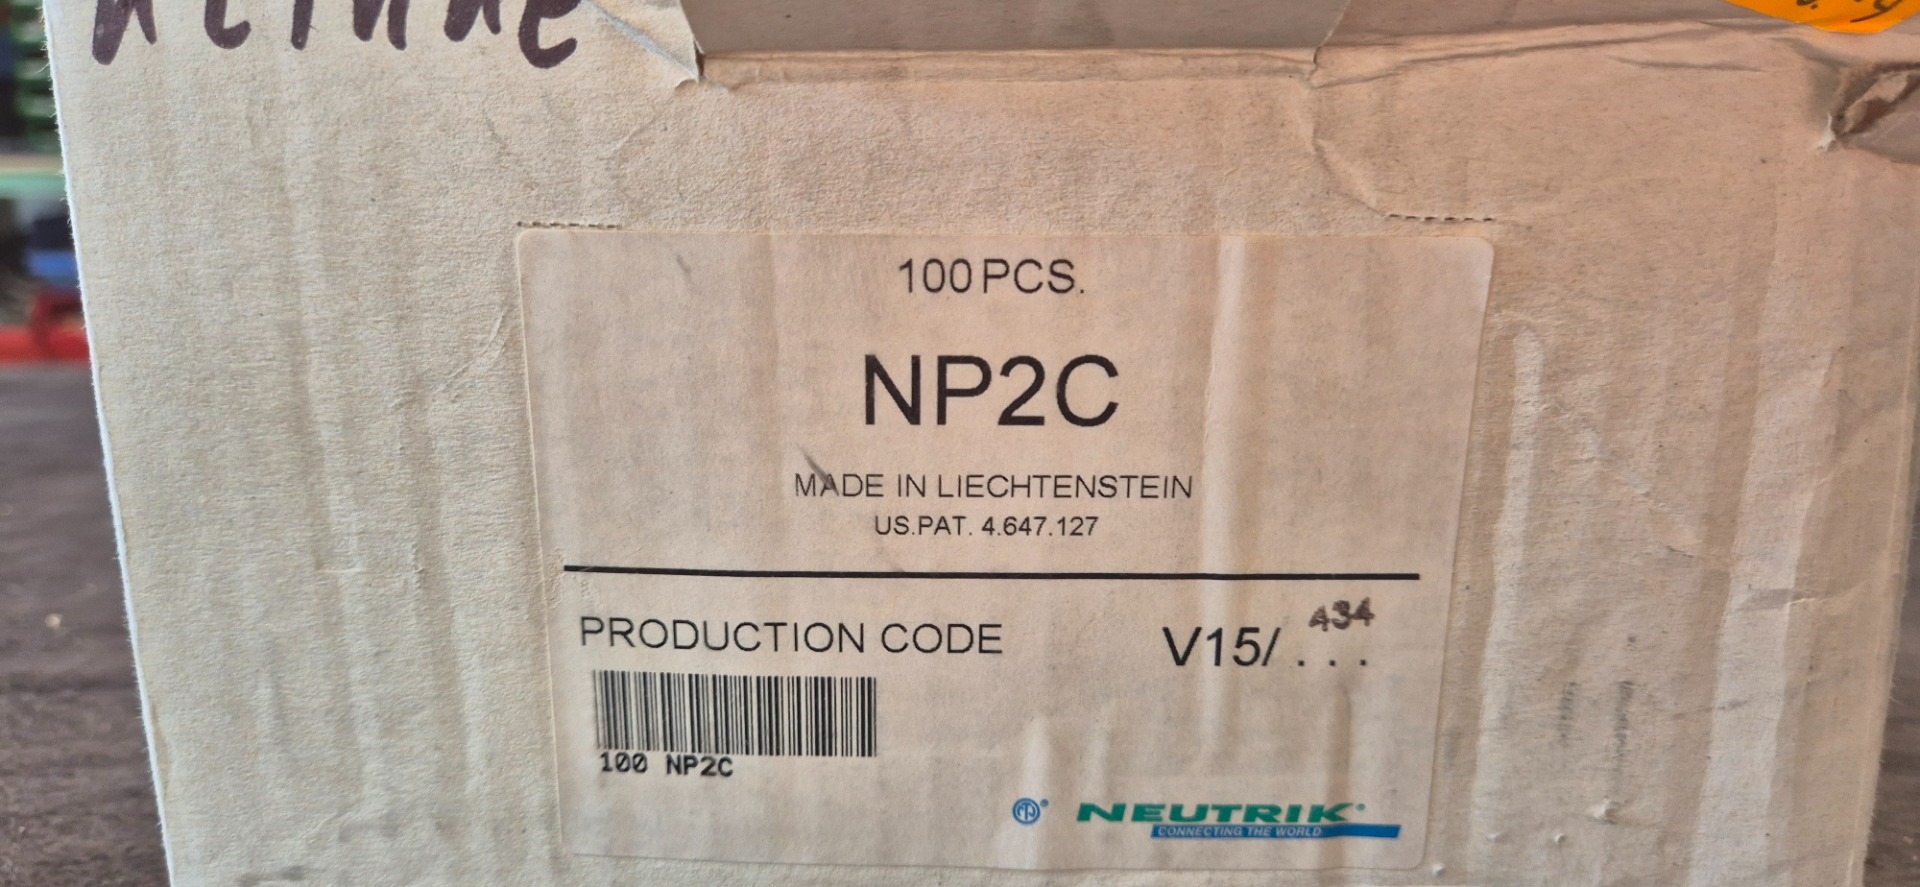 100 PCS.
NP2C
MADE IN LIECHTENSTEIN
US.PAT. 4.647.127
PRODUCTION CODE
V15/ . . .
434
100 NP2C
NEUTRIK®
CONNECTING THE WORLD